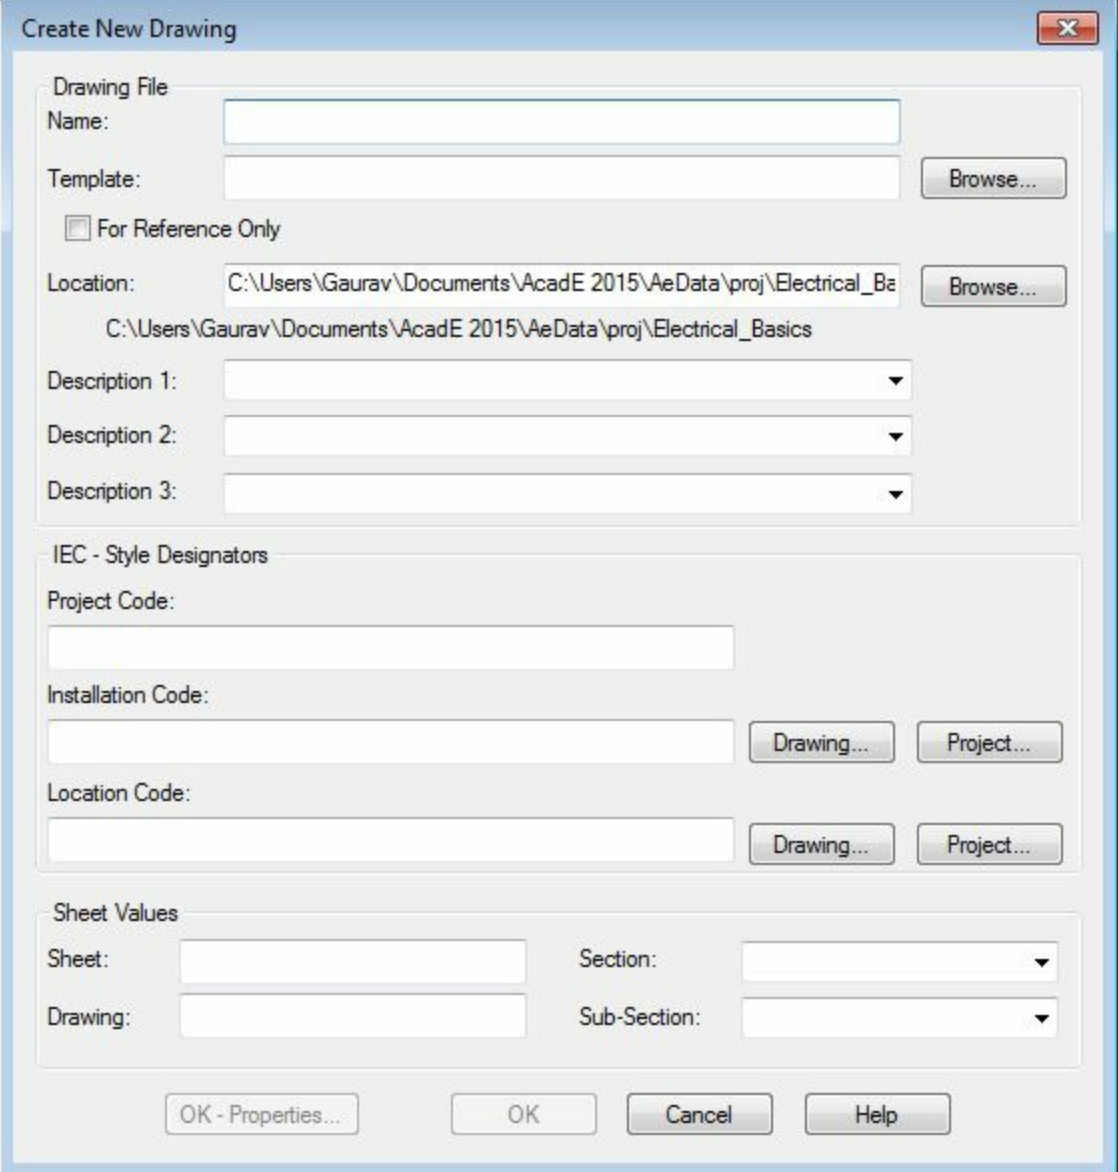 Create New Drawing
Drawing File
Name:
Template:
Browse...
For Reference Only
Location:
C:\Users\Gaurav\Documents\AcadE 2015\AeData\proj\Electrical_Ba
Browse...
C:\Users\Gaurav\Documents\AcadE 2015\AeData\proj\Electrical_Basics
Description 1:
Description 2:
Description 3:
IEC - Style Designators
Project Code:
Installation Code:
Drawing...
Project...
Location Code:
Drawing...
Project...
Sheet Values
Sheet:
Section:
Drawing:
Sub-Section:
OK - Properties...
OK
Cancel
Help